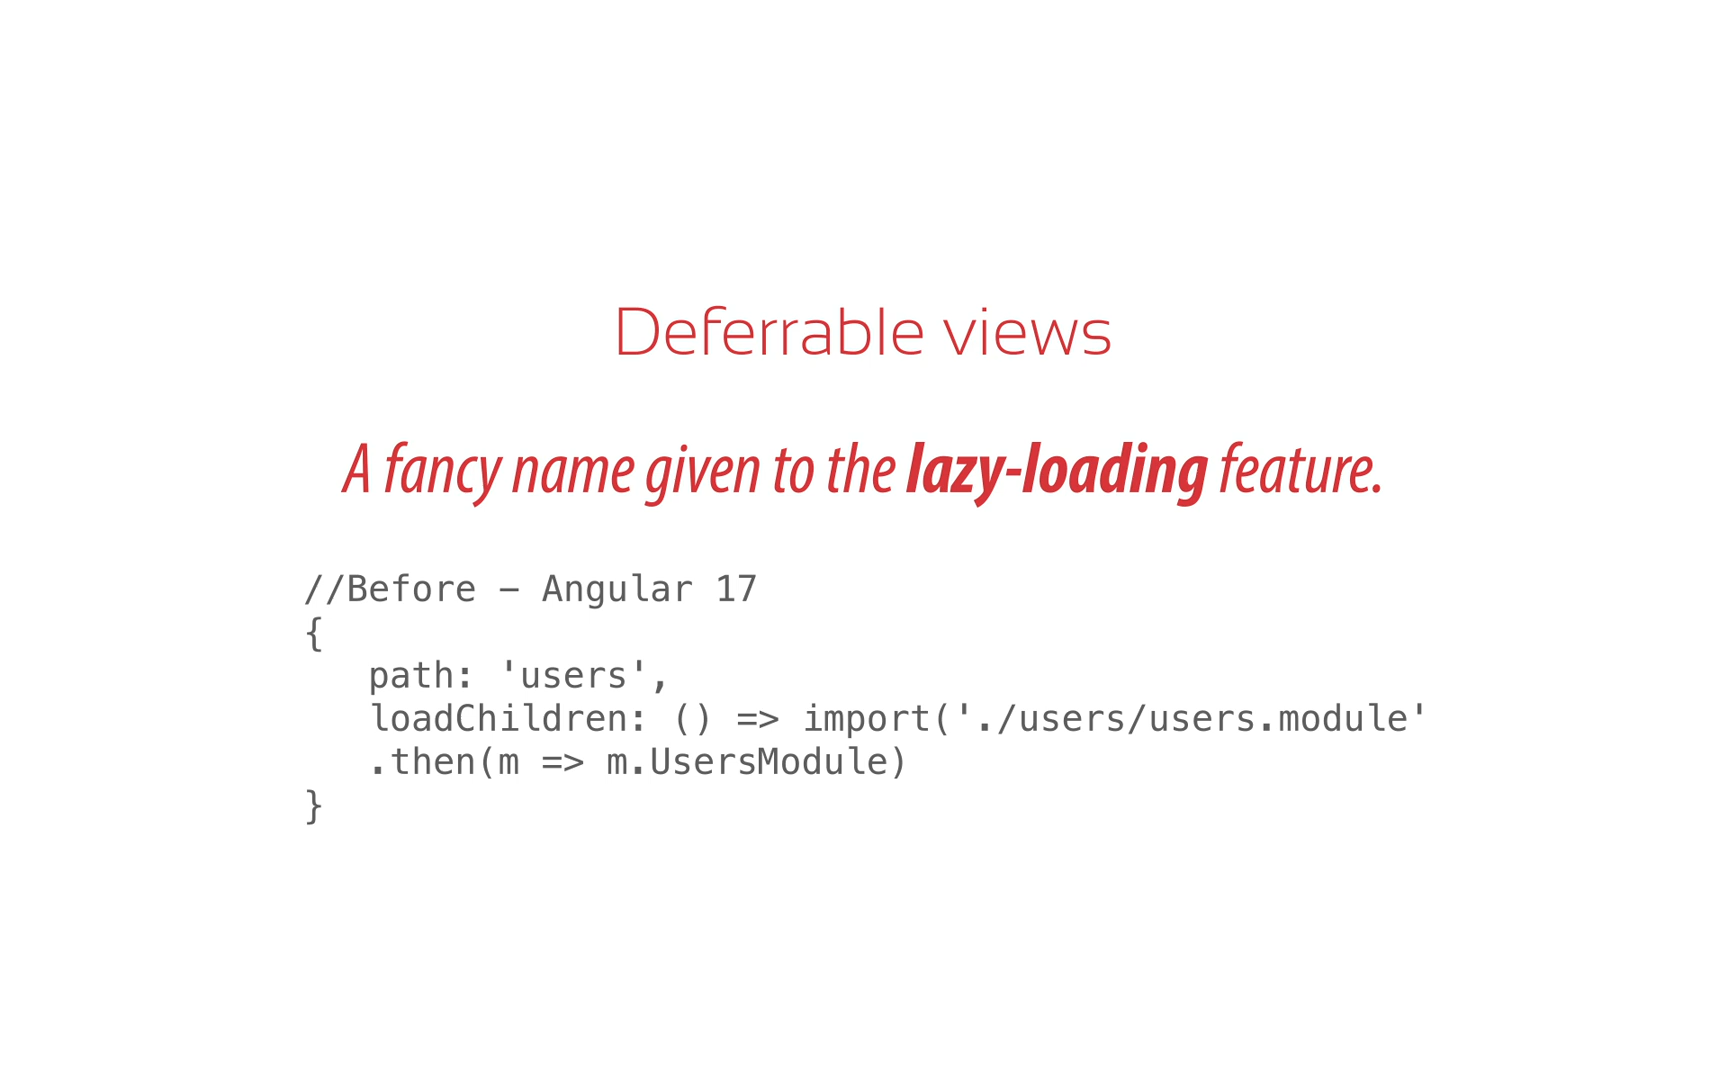 Deferrable views
A fancy name given to the lazy-loading feature.
//Before – Angular 17
{
path: 'users',
loadChildren: () => import('./users/users.module'
.then(m => m.UsersModule)
}